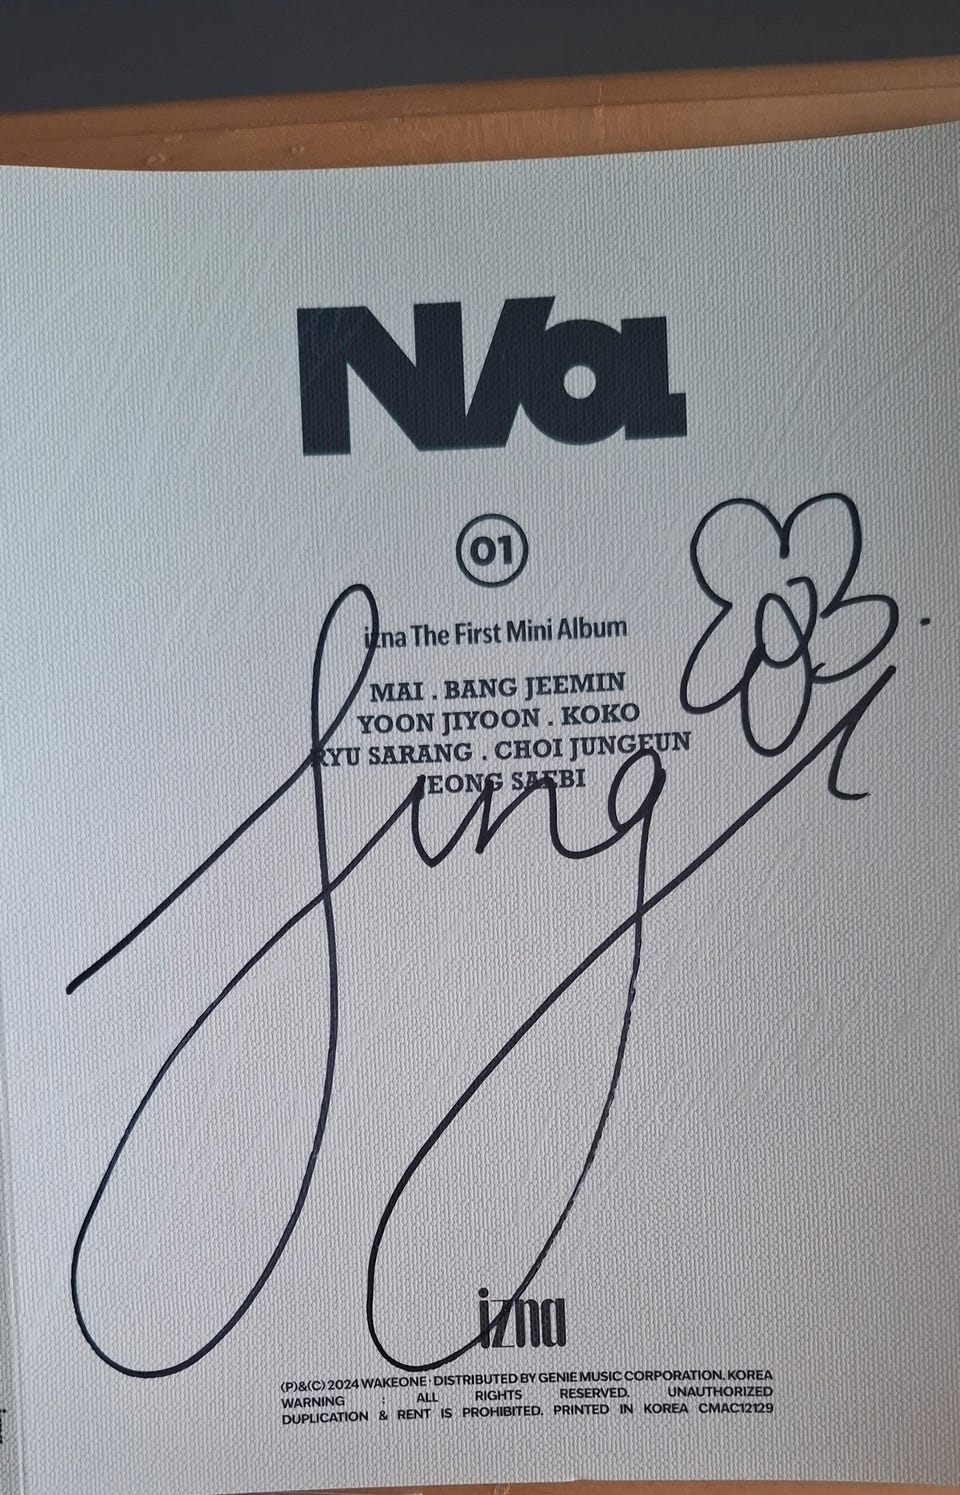 N/a
01
izna The First Mini Album
MAI . BANG JEEMIN
YOON JIYOON . KOKO
RYU SARANG . CHOI JUNGEUN
JEONG SAEBI
izna
(P)&(C) 2024 WAKEONE · DISTRIBUTED BY GENIE MUSIC CORPORATION. KOREA
WARNING : ALL RIGHTS RESERVED. UNAUTHORIZED
DUPLICATION & RENT IS PROHIBITED. PRINTED IN KOREA CMAC12129